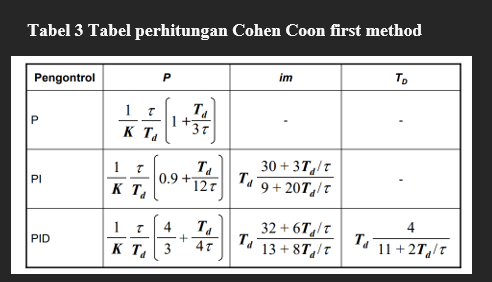 Tabel 3 Tabel perhitungan Cohen Coon first method
Pengontrol P im T_D
P 1/K τ/T_d [1 + T_d/3τ] - -
PI 1/K τ/T_d [0.9 + T_d/12τ] T_d (30 + 3T_d/τ)/(9 + 20T_d/τ) -
PID 1/K τ/T_d [4/3 + T_d/4τ] T_d (32 + 6T_d/τ)/(13 + 8T_d/τ) T_d 4/(11 + 2T_d/τ)